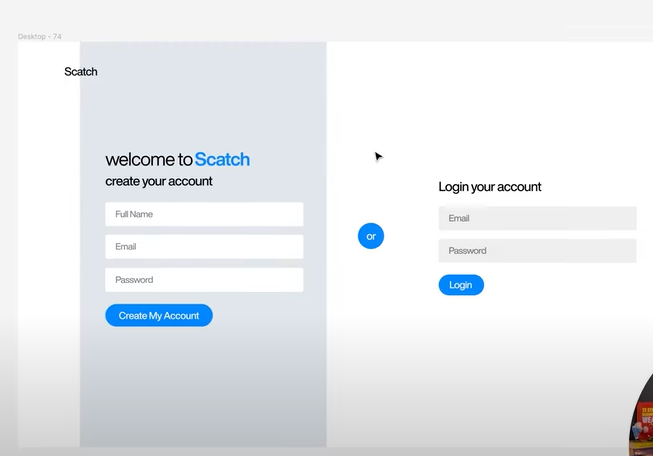 Desktop - 74
Scatch
welcome to Scatch
create your account
Full Name
Email
Password
Create My Account
or
Login your account
Email
Password
Login